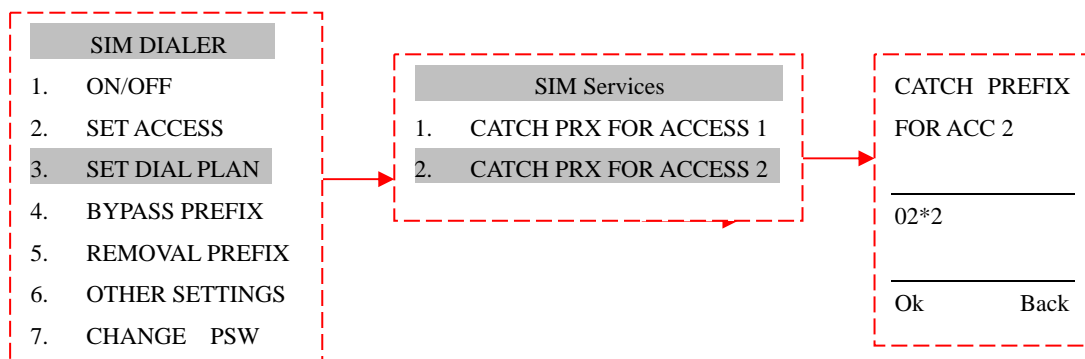 SIM DIALER
1. ON/OFF
2. SET ACCESS
3. SET DIAL PLAN
4. BYPASS PREFIX
5. REMOVAL PREFIX
6. OTHER SETTINGS
7. CHANGE PSW
SIM Services
1. CATCH PRX FOR ACCESS 1
2. CATCH PRX FOR ACCESS 2
CATCH PREFIX
FOR ACC 2
02*2
Ok Back